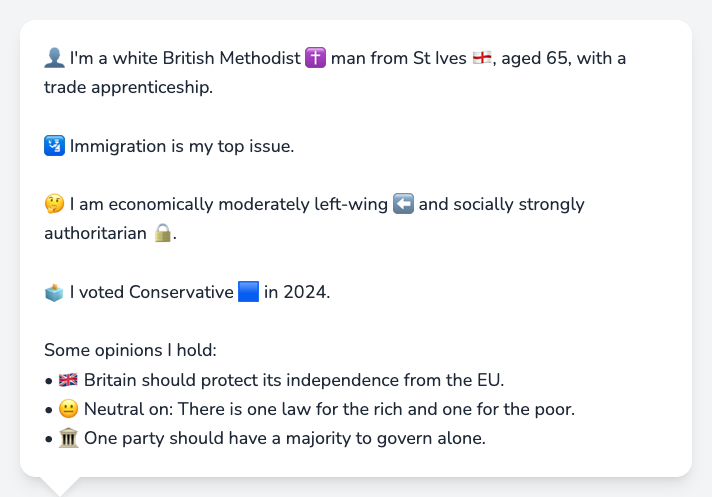 👤 I'm a white British Methodist ✝️ man from St Ives 🏴󠁧󠁢󠁥󠁮󠁧󠁿, aged 65, with a
trade apprenticeship.
🛂 Immigration is my top issue.
🤔 I am economically moderately left-wing ⬅️ and socially strongly
authoritarian 🔒.
🗳️ I voted Conservative 🟦 in 2024.
Some opinions I hold:
• 🇬🇧 Britain should protect its independence from the EU.
• 😐 Neutral on: There is one law for the rich and one for the poor.
• 🏛️ One party should have a majority to govern alone.